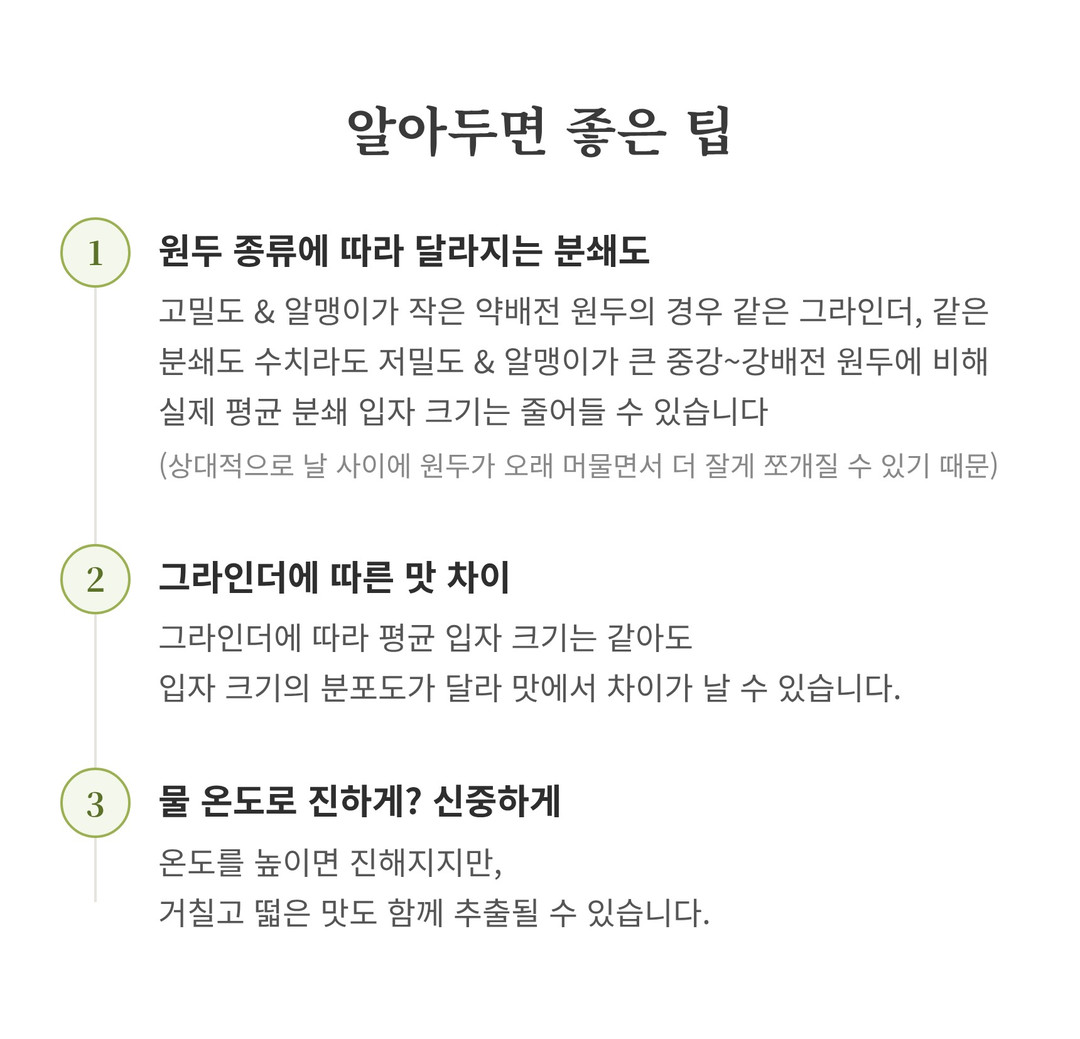 알아두면 좋은 팁
1
원두 종류에 따라 달라지는 분쇄도
고밀도 & 알맹이가 작은 약배전 원두의 경우 같은 그라인더, 같은
분쇄도 수치라도 저밀도 & 알맹이가 큰 중강~강배전 원두에 비해
실제 평균 분쇄 입자 크기는 줄어들 수 있습니다
(상대적으로 날 사이에 원두가 오래 머물면서 더 잘게 쪼개질 수 있기 때문)
2
그라인더에 따른 맛 차이
그라인더에 따라 평균 입자 크기는 같아도
입자 크기의 분포도가 달라 맛에서 차이가 날 수 있습니다.
3
물 온도로 진하게? 신중하게
온도를 높이면 진해지지만,
거칠고 떫은 맛도 함께 추출될 수 있습니다.